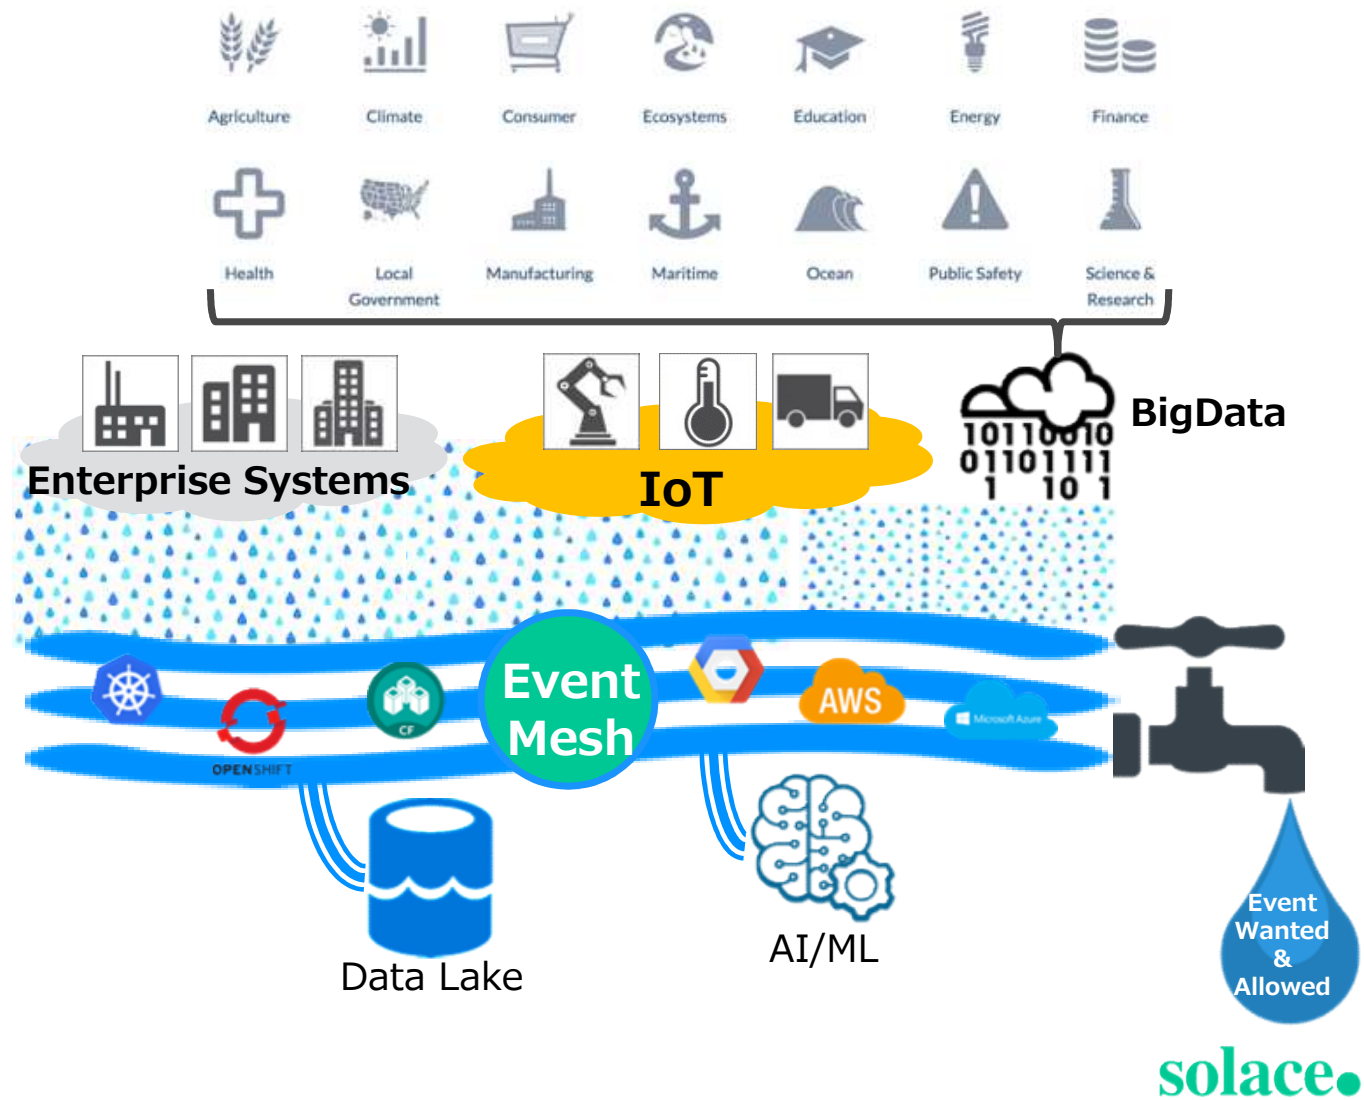 Agriculture
Climate
Consumer
Ecosystems
Education
Energy
Finance
Health
Local
Government
Manufacturing
Maritime
Ocean
Public Safety
Science &
Research
Enterprise Systems
IoT
BigData
10110010
01101111
1 10 1
Event
Mesh
OPENSHIFT
CF
AWS
Microsoft Azure
Data Lake
AI/ML
Event
Wanted
&
Allowed
solace.